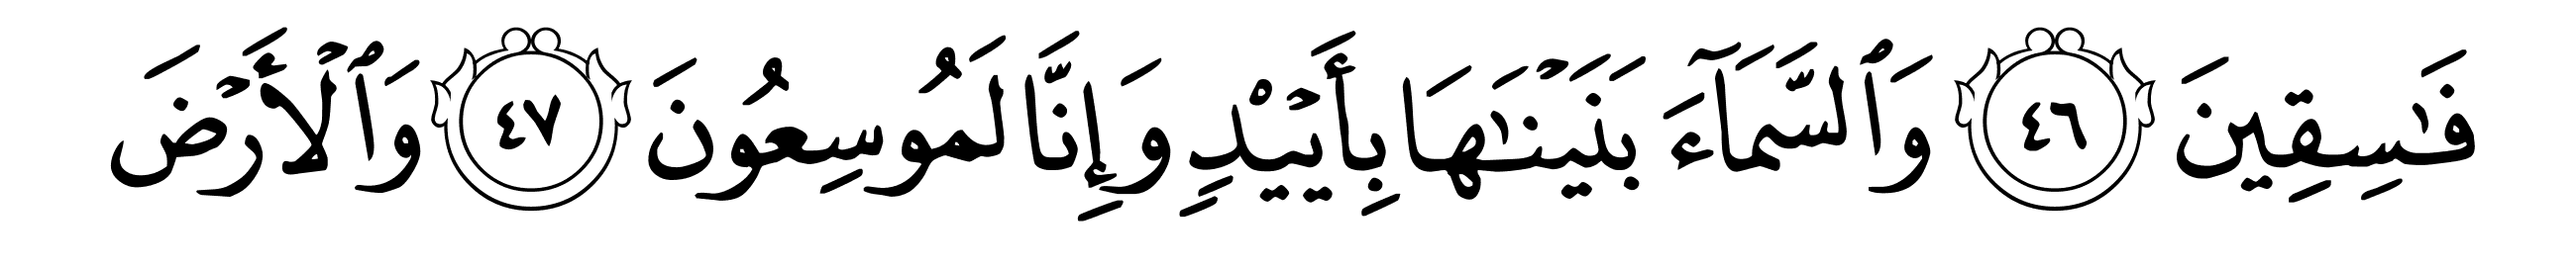 فَٰسِقِينَ ٤٦ وَٱلسَّمَآءَ بَنَيۡنَٰهَا بِأَيۡيْدٖ وَإِنَّا لَمُوسِعُونَ ٤٧ وَٱلۡأَرۡضَ